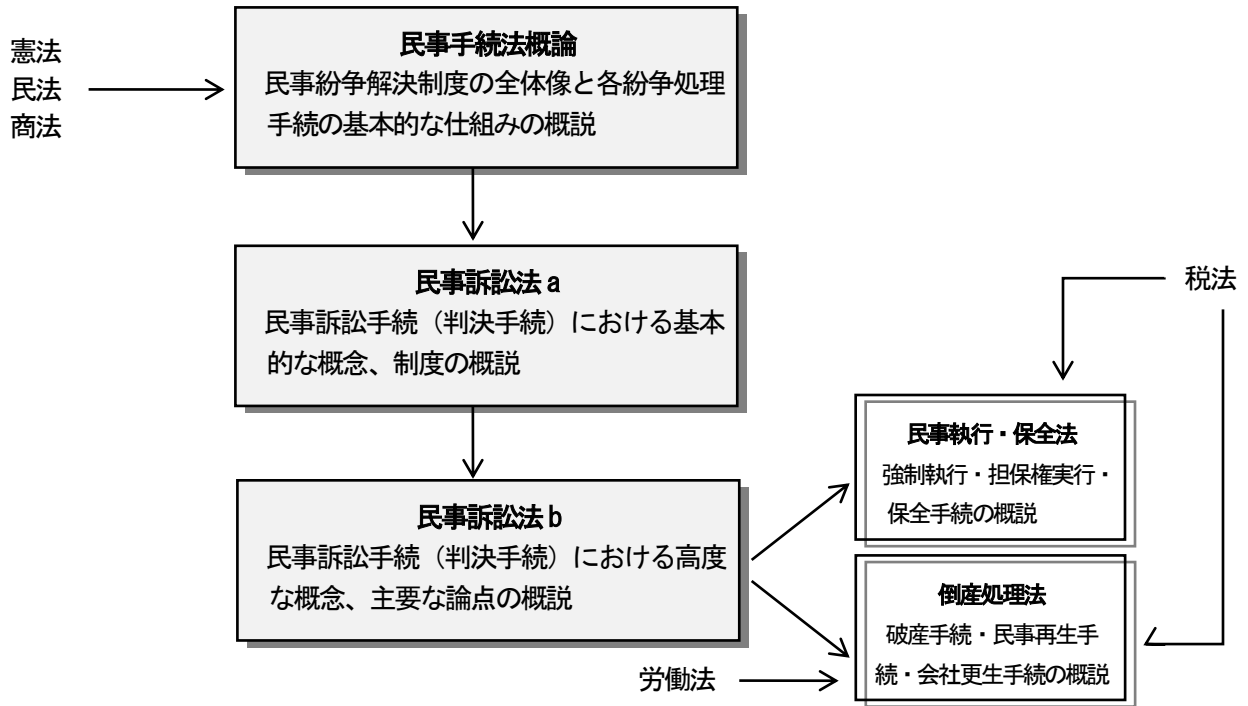 憲法
民法
商法
民事手続法概論
民事紛争解決制度の全体像と各紛争処理
手続の基本的な仕組みの概説
民事訴訟法 a
民事訴訟手続（判決手続）における基本
的な概念、制度の概説
税法
民事訴訟法 b
民事訴訟手続（判決手続）における高度
な概念、主要な論点の概説
民事執行・保全法
強制執行・担保権実行・
保全手続の概説
倒産処理法
破産手続・民事再生手
続・会社更生手続の概説
労働法